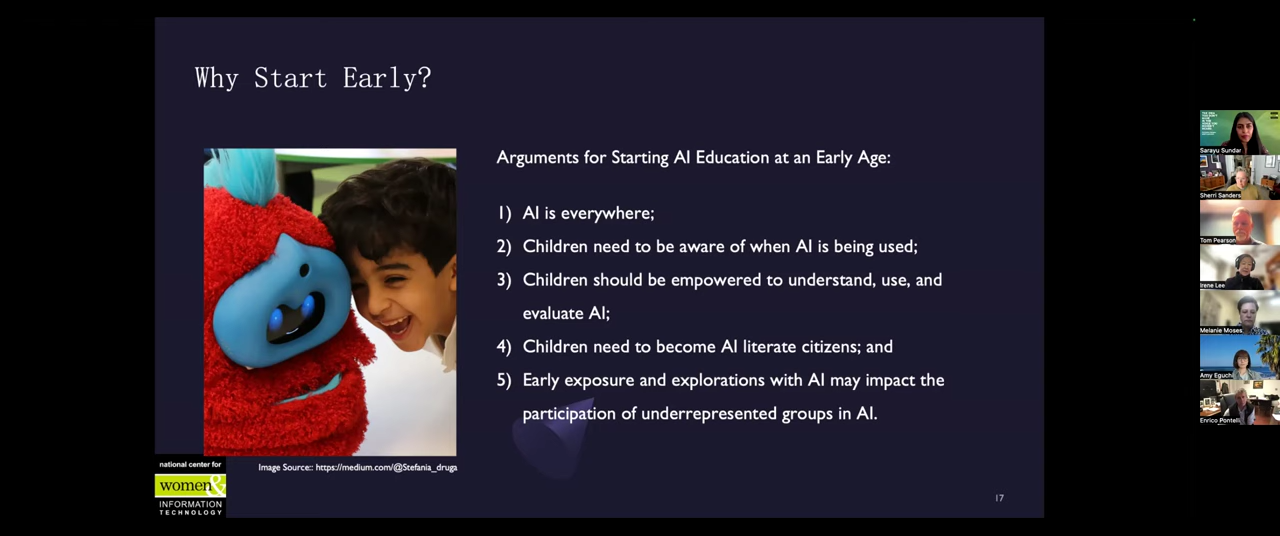 Why Start Early?
Arguments for Starting AI Education at an Early Age:
1) AI is everywhere;
2) Children need to be aware of when AI is being used;
3) Children should be empowered to understand, use, and
evaluate AI;
4) Children need to become AI literate citizens; and
5) Early exposure and explorations with AI may impact the
participation of underrepresented groups in AI.
Image Source:: https://medium.com/@Stefania_druga
national center for
women&
INFORMATION
TECHNOLOGY
17
Sarayu Sundar
Sherri Sanders
Tom Pearson
Irene Lee
Melanie Moses
Amy Eguchi
Enrico Pontelli